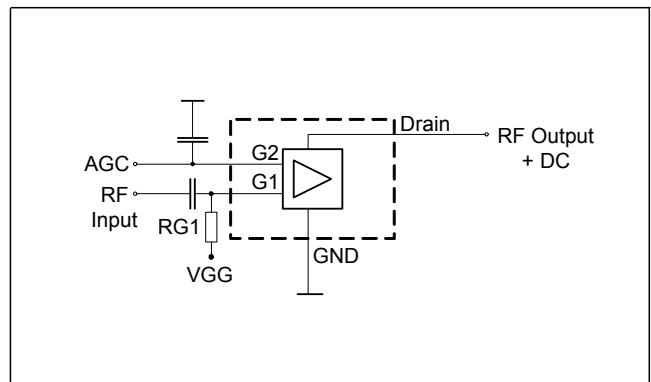 Drain
RF Output
+ DC
AGC
G2
RF
Input
G1
RG1
GND
VGG